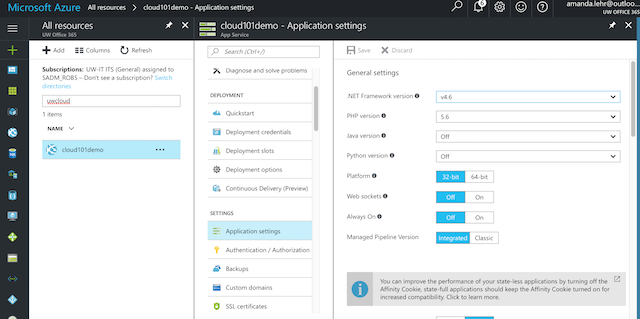 Microsoft Azure
All resources > cloud101demo - Application settings
amanda.lehr@outloo...
UW OFFICE 365
All resources
UW Office 365
Add
Columns
Refresh
Subscriptions: UW-IT ITS (General) assigned to
SADM_ROBS – Don't see a subscription? Switch
directories
uwcloud
1 items
NAME
cloud101demo
...
cloud101demo - Application settings
App Service
Search (Ctrl+/)
Diagnose and solve problems
DEPLOYMENT
Quickstart
Deployment credentials
Deployment slots
Deployment options
Continuous Delivery (Preview)
SETTINGS
Application settings
Authentication / Authorization
Backups
Custom domains
SSL certificates
Save
Discard
General settings
.NET Framework version
v4.6
PHP version
5.6
Java version
Off
Python version
Off
Platform
32-bit
64-bit
Web sockets
Off
On
Always On
Off
On
Managed Pipeline Version
Integrated
Classic
You can improve the performance of your state-less applications by turning off the
Affinity Cookie, state-full applications should keep the Affinity Cookie turned on for
increased compatibility. Click to learn more.